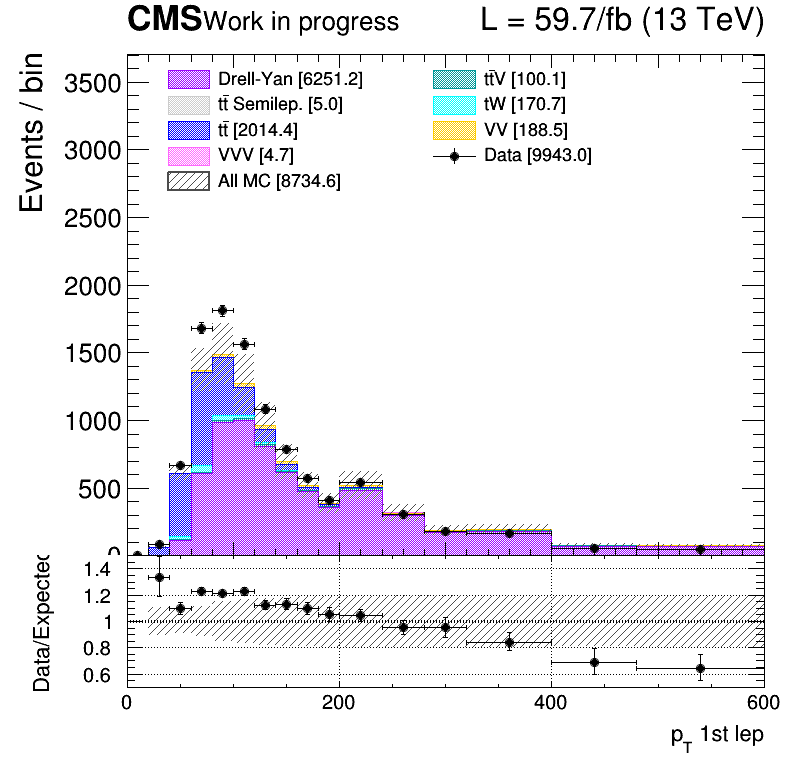 CMS Work in progress L = 59.7/fb (13 TeV)
Events / bin
3500
3000
2500
2000
1500
1000
500
0
Drell-Yan [6251.2]
tt̄ Semilep. [5.0]
tt̄ [2014.4]
VVV [4.7]
All MC [8734.6]
tt̄V [100.1]
tW [170.7]
VV [188.5]
Data [9943.0]
Data/Expected
1.4
1.2
1
0.8
0.6
0 200 400 600
p_T 1st lep